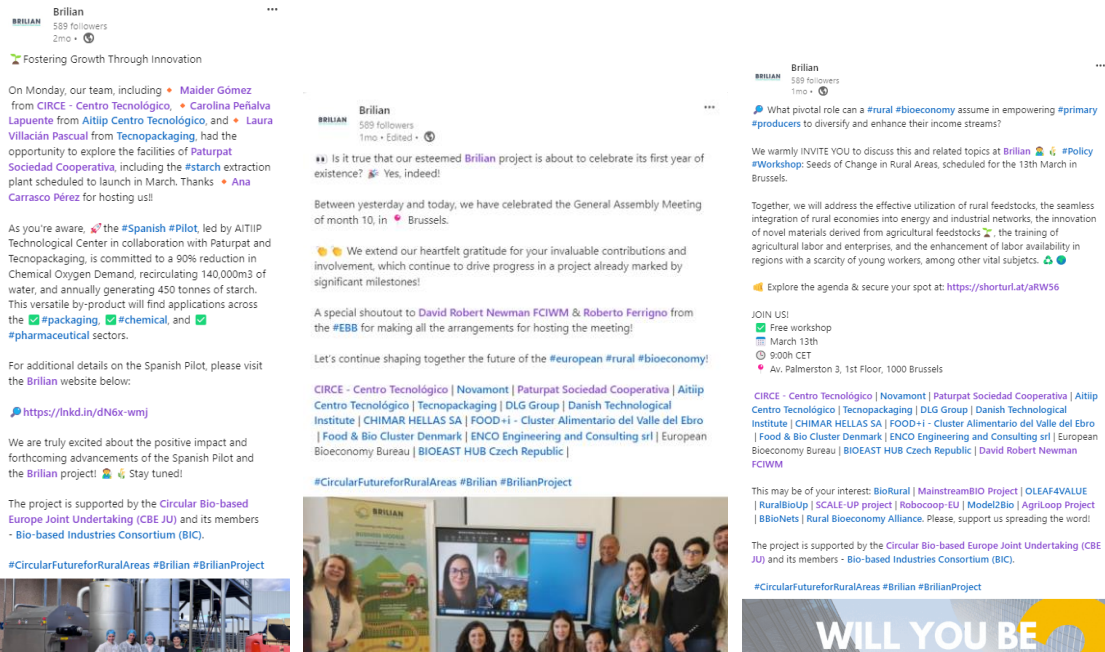 Brilian
BRILIAN
589 followers
2mo •
Fostering Growth Through Innovation
On Monday, our team, including Maider Gómez
from CIRCE - Centro Tecnológico, Carolina Peñalva
Lapuente from Aitiip Centro Tecnológico, and Laura
Villacián Pascual from Tecnopackaging, had the
opportunity to explore the facilities of Paturpat
Sociedad Cooperativa, including the #starch extraction
plant scheduled to launch in March. Thanks Ana
Carrasco Pérez for hosting us!!
As you're aware, the #Spanish #Pilot, led by AITIIP
Technological Center in collaboration with Paturpat and
Tecnopackaging, is committed to a 90% reduction in
Chemical Oxygen Demand, recirculating 140,000m3 of
water, and annually generating 450 tonnes of starch.
This versatile by-product will find applications across
the #packaging, #chemical, and
#pharmaceutical sectors.
For additional details on the Spanish Pilot, please visit
the Brilian website below:
https://lnkd.in/dN6x-wmj
We are truly excited about the positive impact and
forthcoming advancements of the Spanish Pilot and
the Brilian project! Stay tuned!
The project is supported by the Circular Bio-based
Europe Joint Undertaking (CBE JU) and its members
- Bio-based Industries Consortium (BIC).
#CircularFutureforRuralAreas #Brilian #BrilianProject
Brilian
BRILIAN
589 followers
1mo • Edited •
Is it true that our esteemed Brilian project is about to celebrate its first year of
existence? Yes, indeed!
Between yesterday and today, we have celebrated the General Assembly Meeting
of month 10, in Brussels.
We extend our heartfelt gratitude for your invaluable contributions and
involvement, which continue to drive progress in a project already marked by
significant milestones!
A special shoutout to David Robert Newman FCIWM & Roberto Ferrigno from
the #EBB for making all the arrangements for hosting the meeting!
Let's continue shaping together the future of the #european #rural #bioeconomy!
CIRCE - Centro Tecnológico | Novamont | Paturpat Sociedad Cooperativa | Aitiip
Centro Tecnológico | Tecnopackaging | DLG Group | Danish Technological
Institute | CHIMAR HELLAS SA | FOOD+i - Cluster Alimentario del Valle del Ebro
| Food & Bio Cluster Denmark | ENCO Engineering and Consulting srl | European
Bioeconomy Bureau | BIOEAST HUB Czech Republic |
#CircularFutureforRuralAreas #Brilian #BrilianProject
BRILIAN
Brilian
BRILIAN
589 followers
1mo •
What pivotal role can a #rural #bioeconomy assume in empowering #primary
#producers to diversify and enhance their income streams?
We warmly INVITE YOU to discuss this and related topics at Brilian #Policy
#Workshop: Seeds of Change in Rural Areas, scheduled for the 13th March in
Brussels.
Together, we will address the effective utilization of rural feedstocks, the seamless
integration of rural economies into energy and industrial networks, the innovation
of novel materials derived from agricultural feedstocks, the training of
agricultural labor and enterprises, and the enhancement of labor availability in
regions with a scarcity of young workers, among other vital subjetcs.
Explore the agenda & secure your spot at: https://shorturl.at/aRW56
JOIN US!
Free workshop
March 13th
9:00h CET
Av. Palmerston 3, 1st Floor, 1000 Brussels
CIRCE - Centro Tecnológico | Novamont | Paturpat Sociedad Cooperativa | Aitiip
Centro Tecnológico | Tecnopackaging | DLG Group | Danish Technological
Institute | CHIMAR HELLAS SA | FOOD+i - Cluster Alimentario del Valle del Ebro
| Food & Bio Cluster Denmark | ENCO Engineering and Consulting srl | European
Bioeconomy Bureau | BIOEAST HUB Czech Republic | David Robert Newman
FCIWM
This may be of your interest: BioRural | MainstreamBIO Project | OLEAF4VALUE
| RuralBioUp | SCALE-UP project | Robocoop-EU | Model2Bio | AgriLoop Project
| BBioNets | Rural Bioeconomy Alliance. Please, support us spreading the word!
The project is supported by the Circular Bio-based Europe Joint Undertaking (CBE
JU) and its members - Bio-based Industries Consortium (BIC).
#CircularFutureforRuralAreas #Brilian #BrilianProject
WILL YOU BE